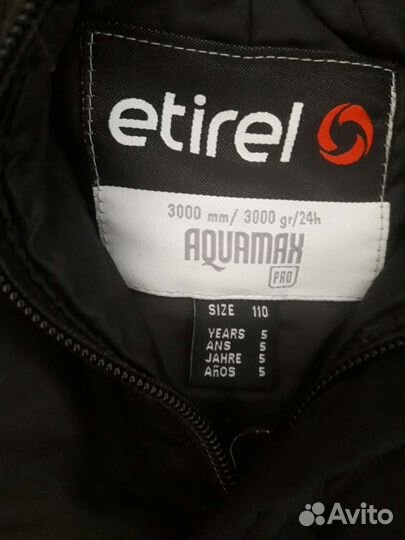 etirel
3000 mm/ 3000 gr/24h
AQUAMAX
PRO
SIZE 110
YEARS 5
ANS 5
JAHRE 5
AÑOS 5
Avito